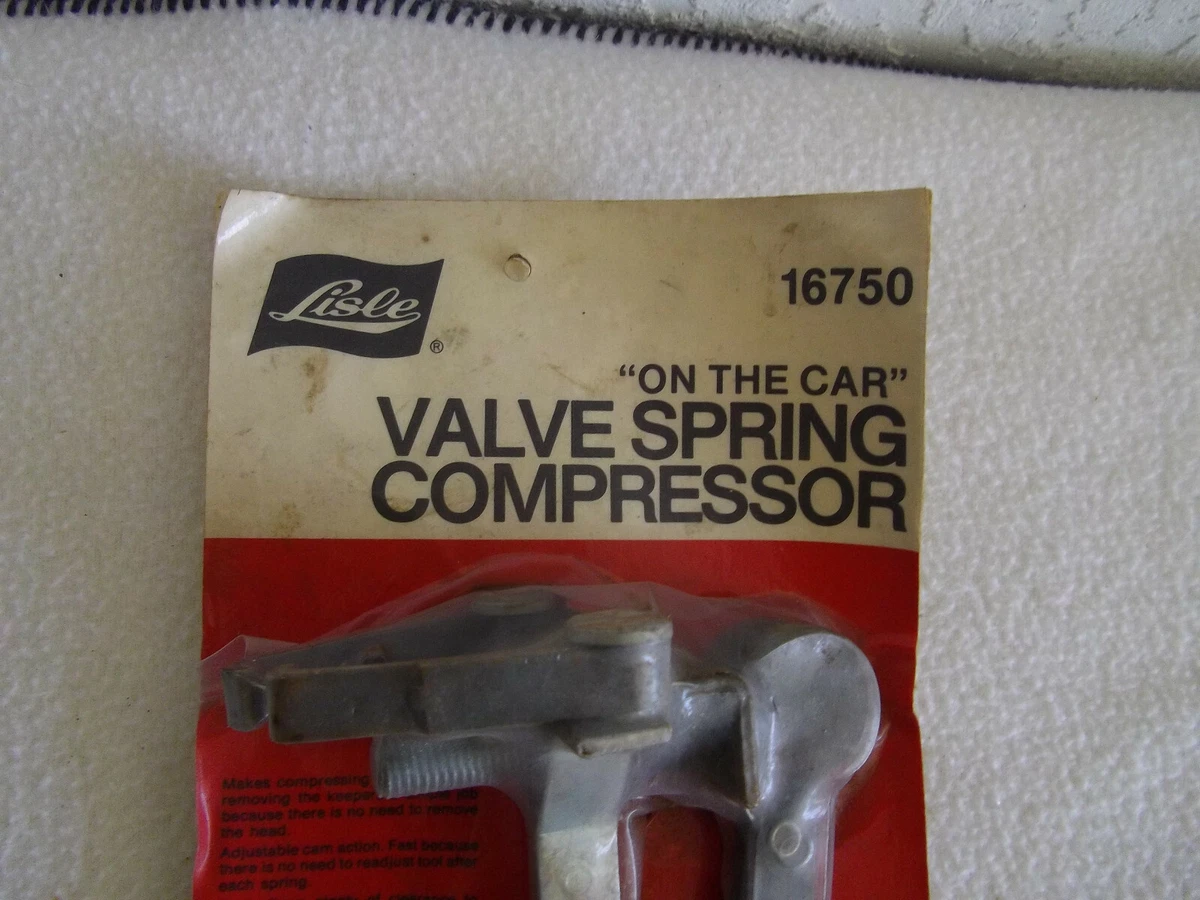 Lisle ®
16750
“ON THE CAR”
VALVE SPRING
COMPRESSOR
Makes compressing
removing the keeper
because there is no need to remove
the head.
Adjustable cam action. Fast because
there is no need to readjust tool after
each spring.